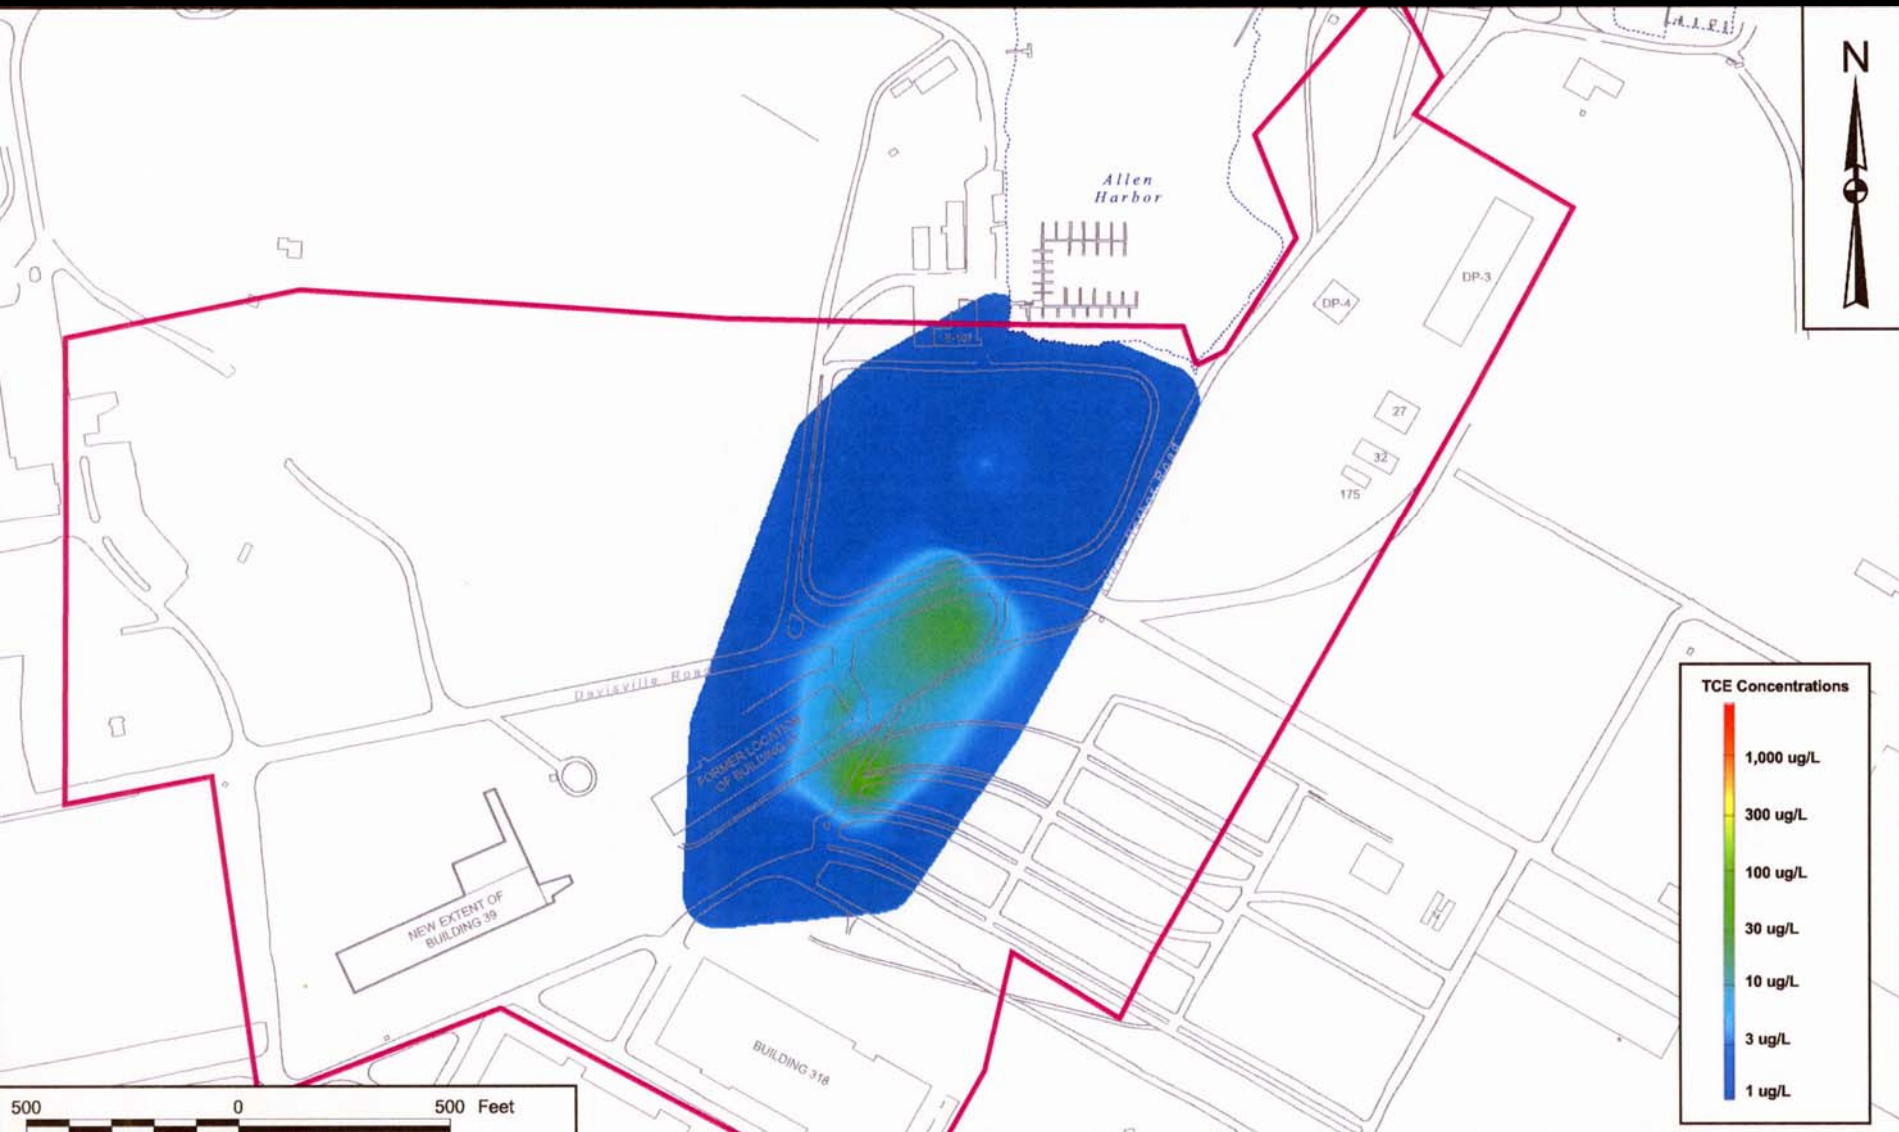 N
Allen
Harbor
DP-3
DP-4
27
32
175
Davisville Road
FORMER LOCATION
OF BUILDING
NEW EXTENT OF
BUILDING 39
BUILDING 318
TCE Concentrations
1,000 ug/L
300 ug/L
100 ug/L
30 ug/L
10 ug/L
3 ug/L
1 ug/L
500 0 500 Feet
Road